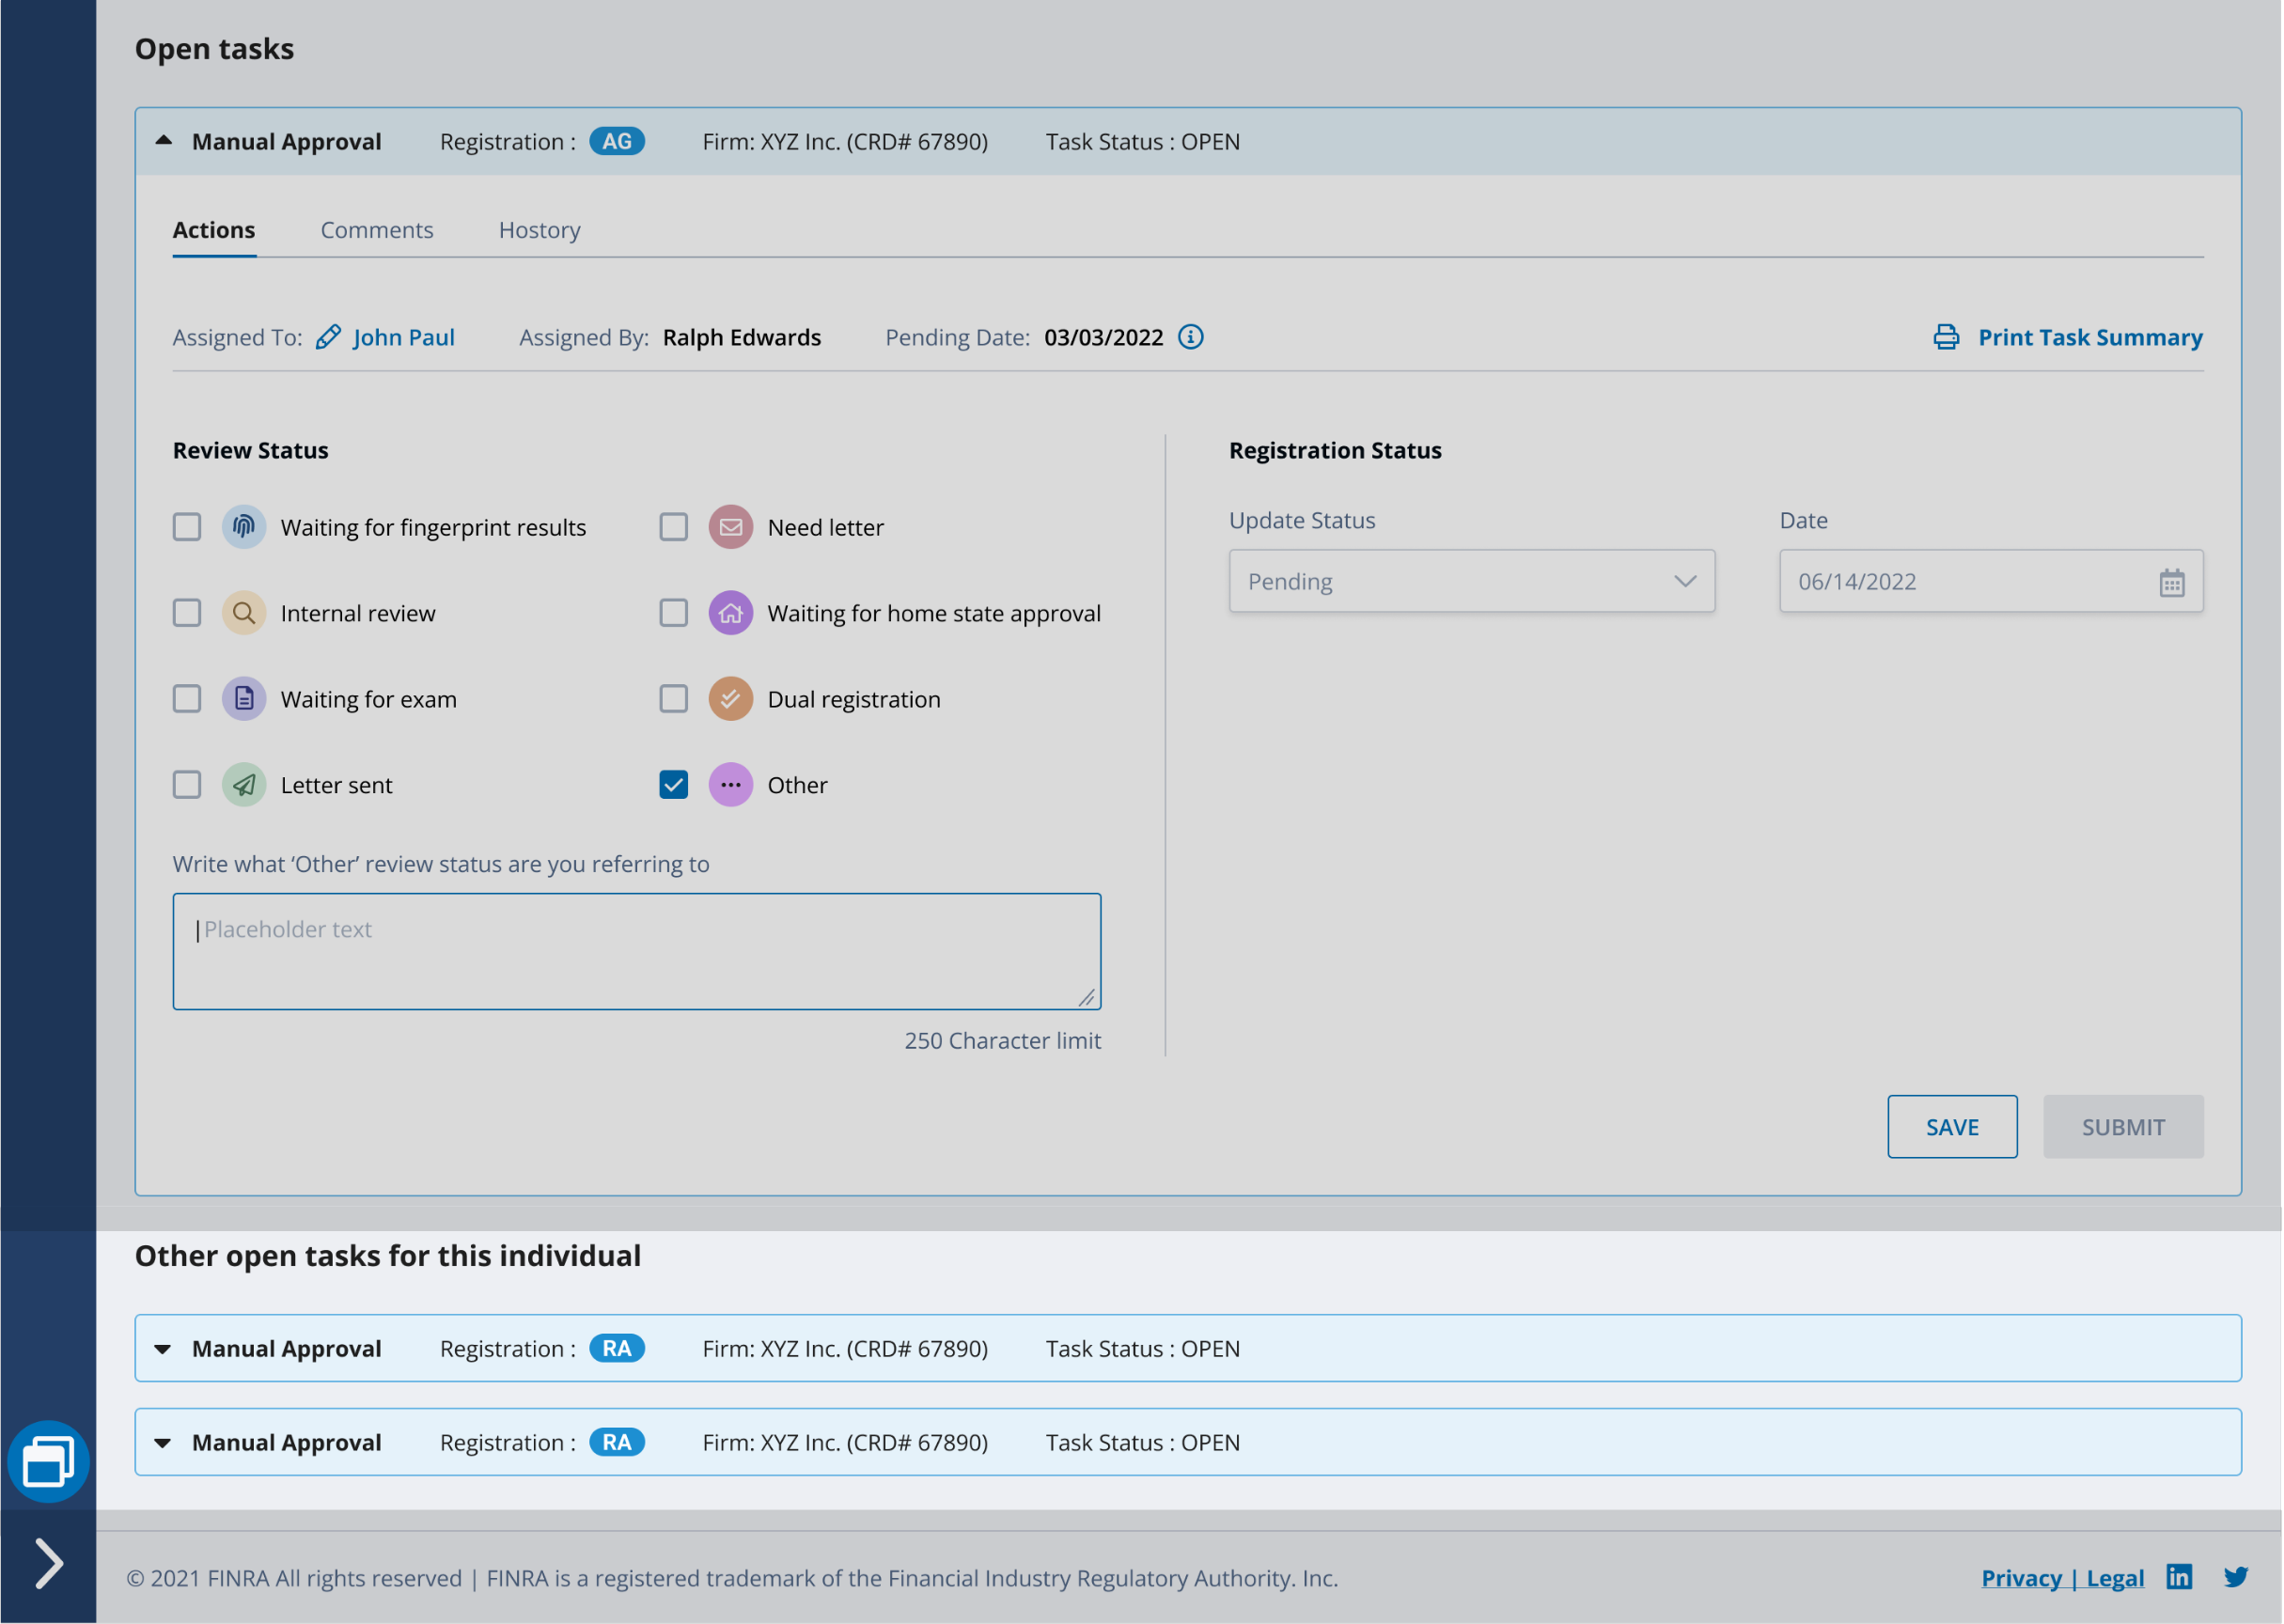 Open tasks
Manual Approval Registration : AG Firm: XYZ Inc. (CRD# 67890) Task Status : OPEN
Actions Comments Hostory
Assigned To: John Paul Assigned By: Ralph Edwards Pending Date: 03/03/2022 Print Task Summary
Review Status
Waiting for fingerprint results Need letter
Internal review Waiting for home state approval
Waiting for exam Dual registration
Letter sent Other
Write what ‘Other’ review status are you referring to
Placeholder text
250 Character limit
Registration Status
Update Status Date
Pending 06/14/2022
SAVE SUBMIT
Other open tasks for this individual
Manual Approval Registration : RA Firm: XYZ Inc. (CRD# 67890) Task Status : OPEN
Manual Approval Registration : RA Firm: XYZ Inc. (CRD# 67890) Task Status : OPEN
© 2021 FINRA All rights reserved | FINRA is a registered trademark of the Financial Industry Regulatory Authority. Inc. Privacy | Legal in